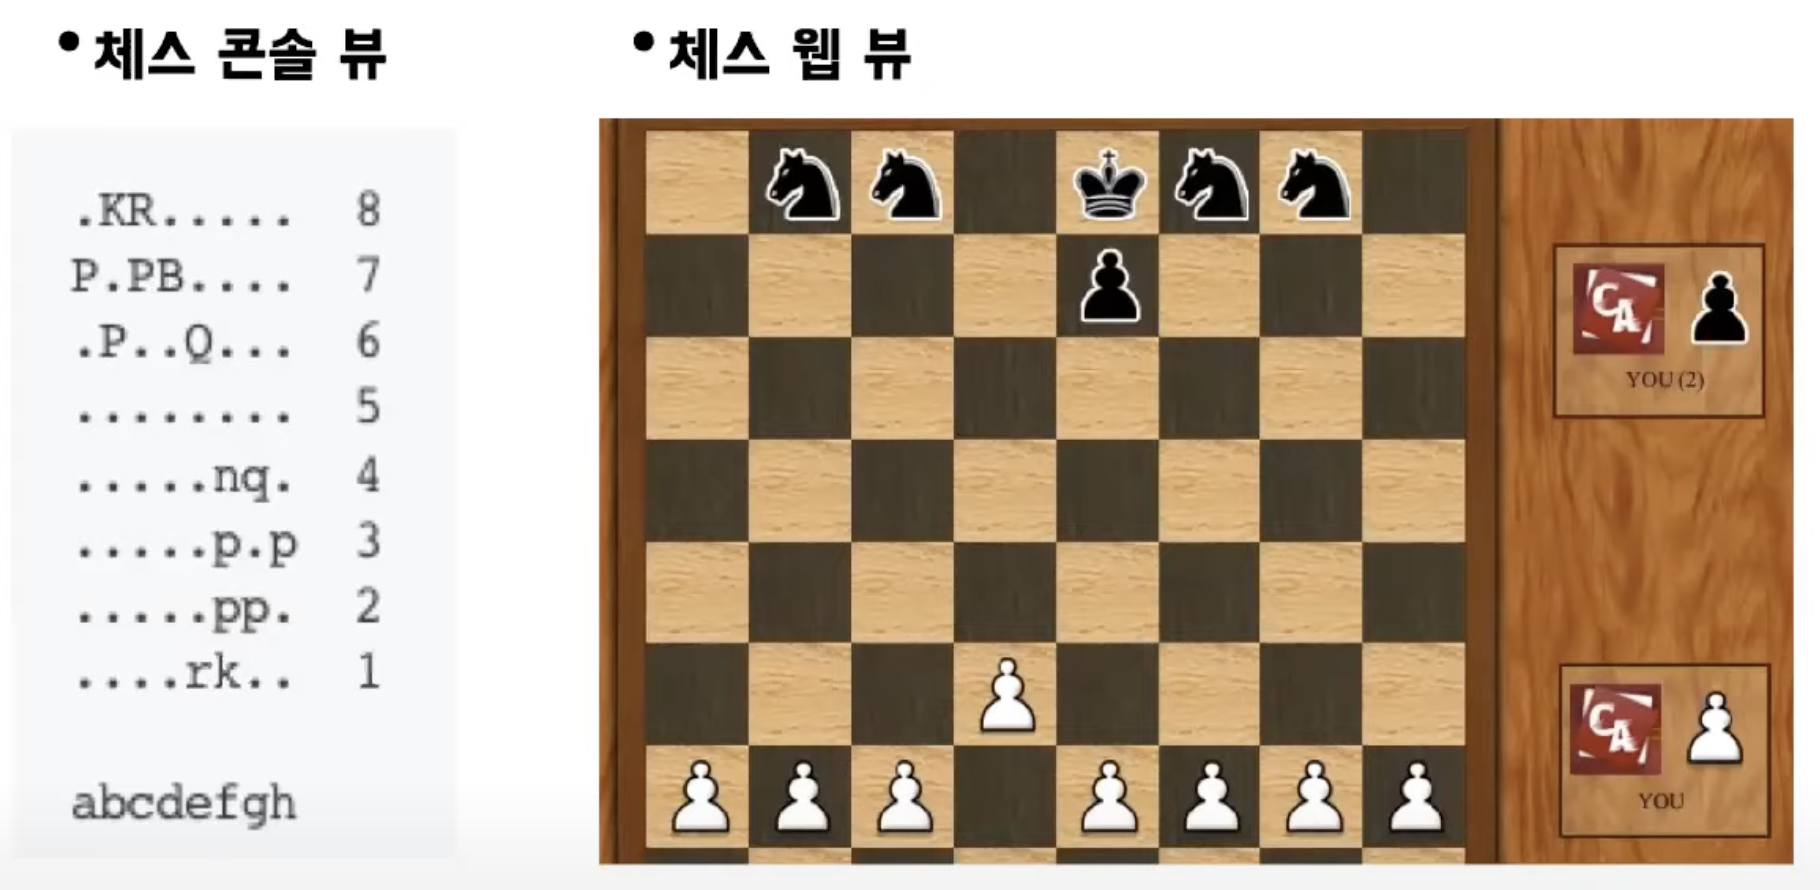 • 체스 콘솔 뷰
.KR..... 8
P.PB.... 7
.P..Q... 6
........ 5
.....nq. 4
.....p.p 3
.....pp. 2
....rk.. 1
abcdefgh
• 체스 웹 뷰
CA
YOU (2)
CA
YOU